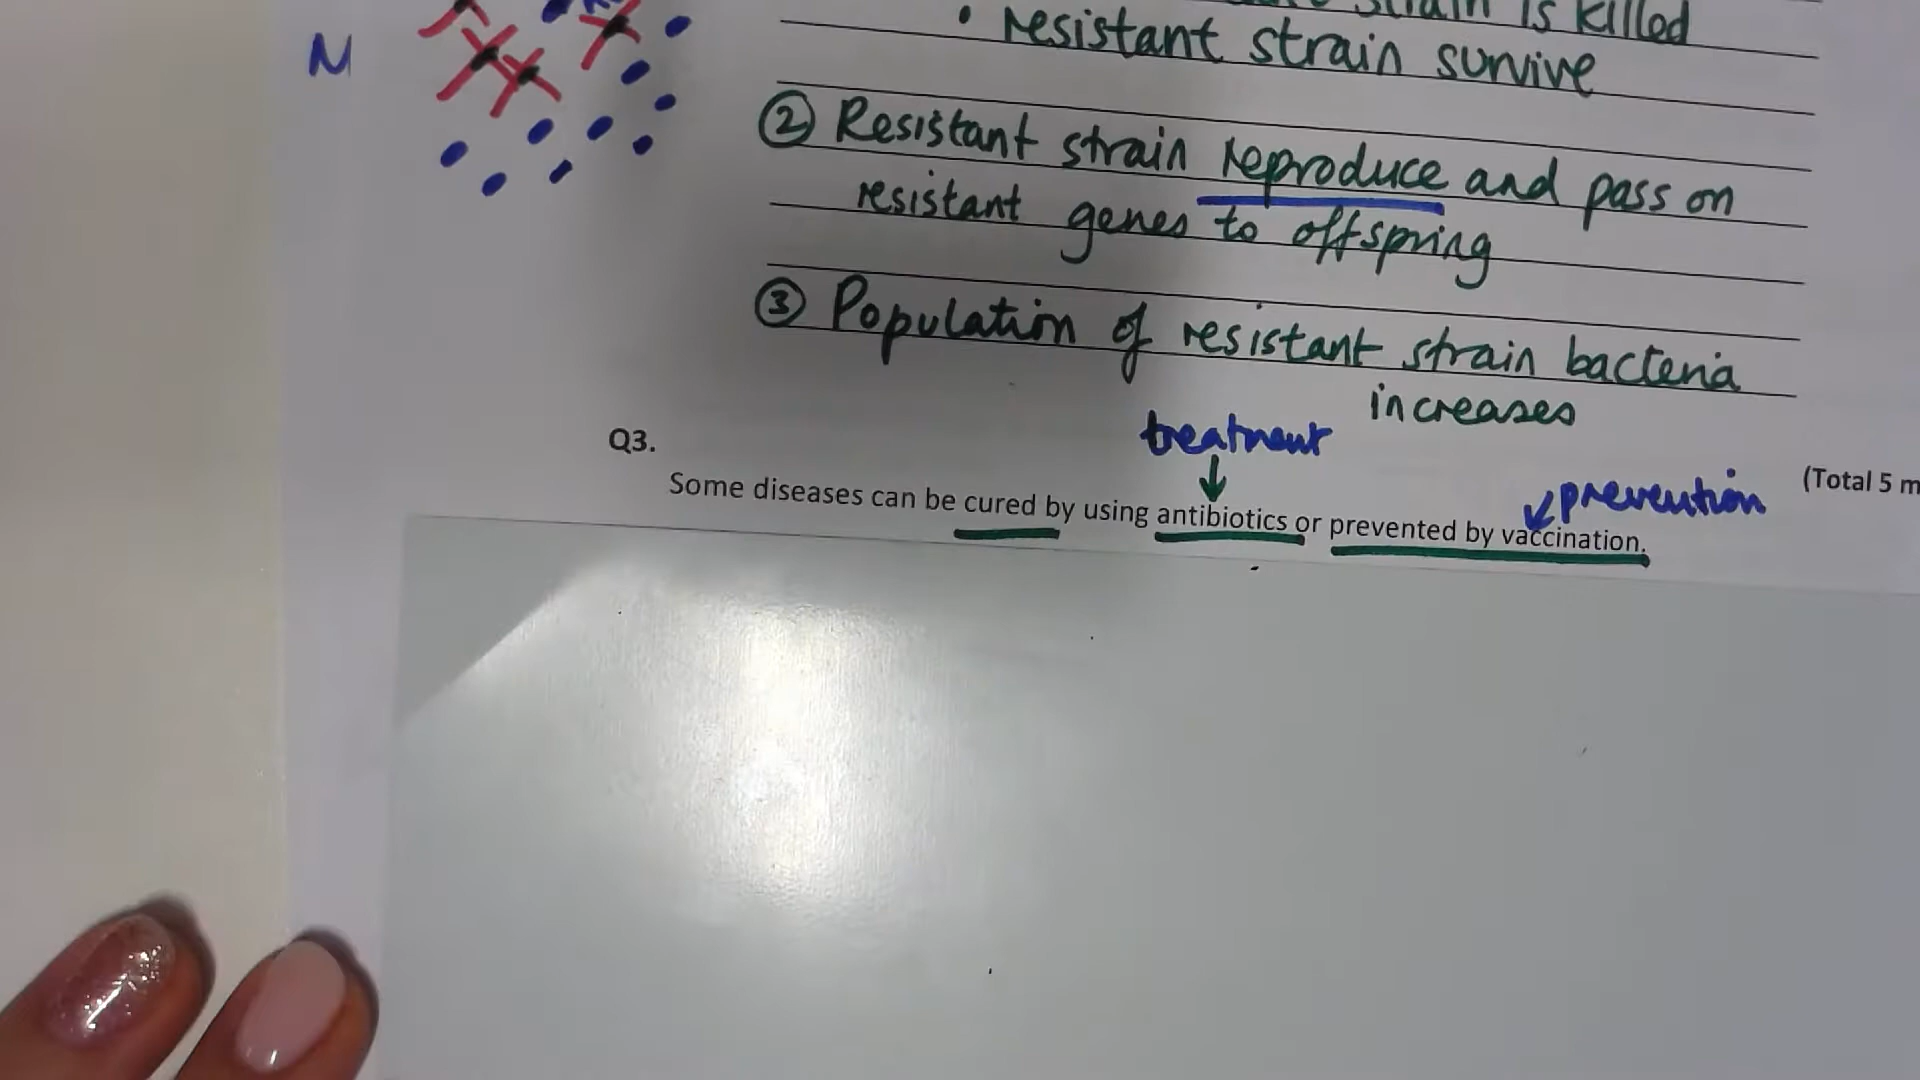 strain is killed
• resistant strain survive
N
② Resistant strain reproduce and pass on
resistant genes to offspring
③ Population of resistant strain bacteria
increases
treatment
Q3.
(Total 5 m
prevention
Some diseases can be cured by using antibiotics or prevented by vaccination.